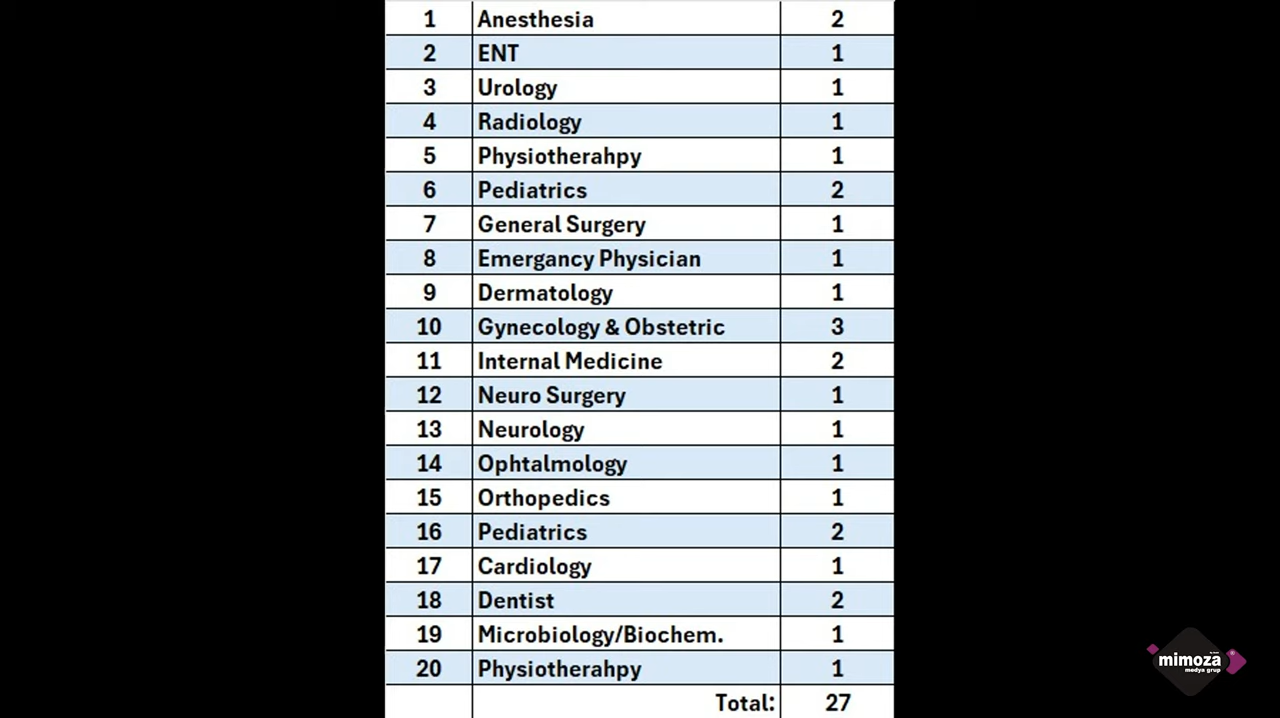 1 Anesthesia 2
2 ENT 1
3 Urology 1
4 Radiology 1
5 Physiotherahpy 1
6 Pediatrics 2
7 General Surgery 1
8 Emergancy Physician 1
9 Dermatology 1
10 Gynecology & Obstetric 3
11 Internal Medicine 2
12 Neuro Surgery 1
13 Neurology 1
14 Ophtalmology 1
15 Orthopedics 1
16 Pediatrics 2
17 Cardiology 1
18 Dentist 2
19 Microbiology/Biochem. 1
20 Physiotherahpy 1
Total: 27
mimoza
medya grup